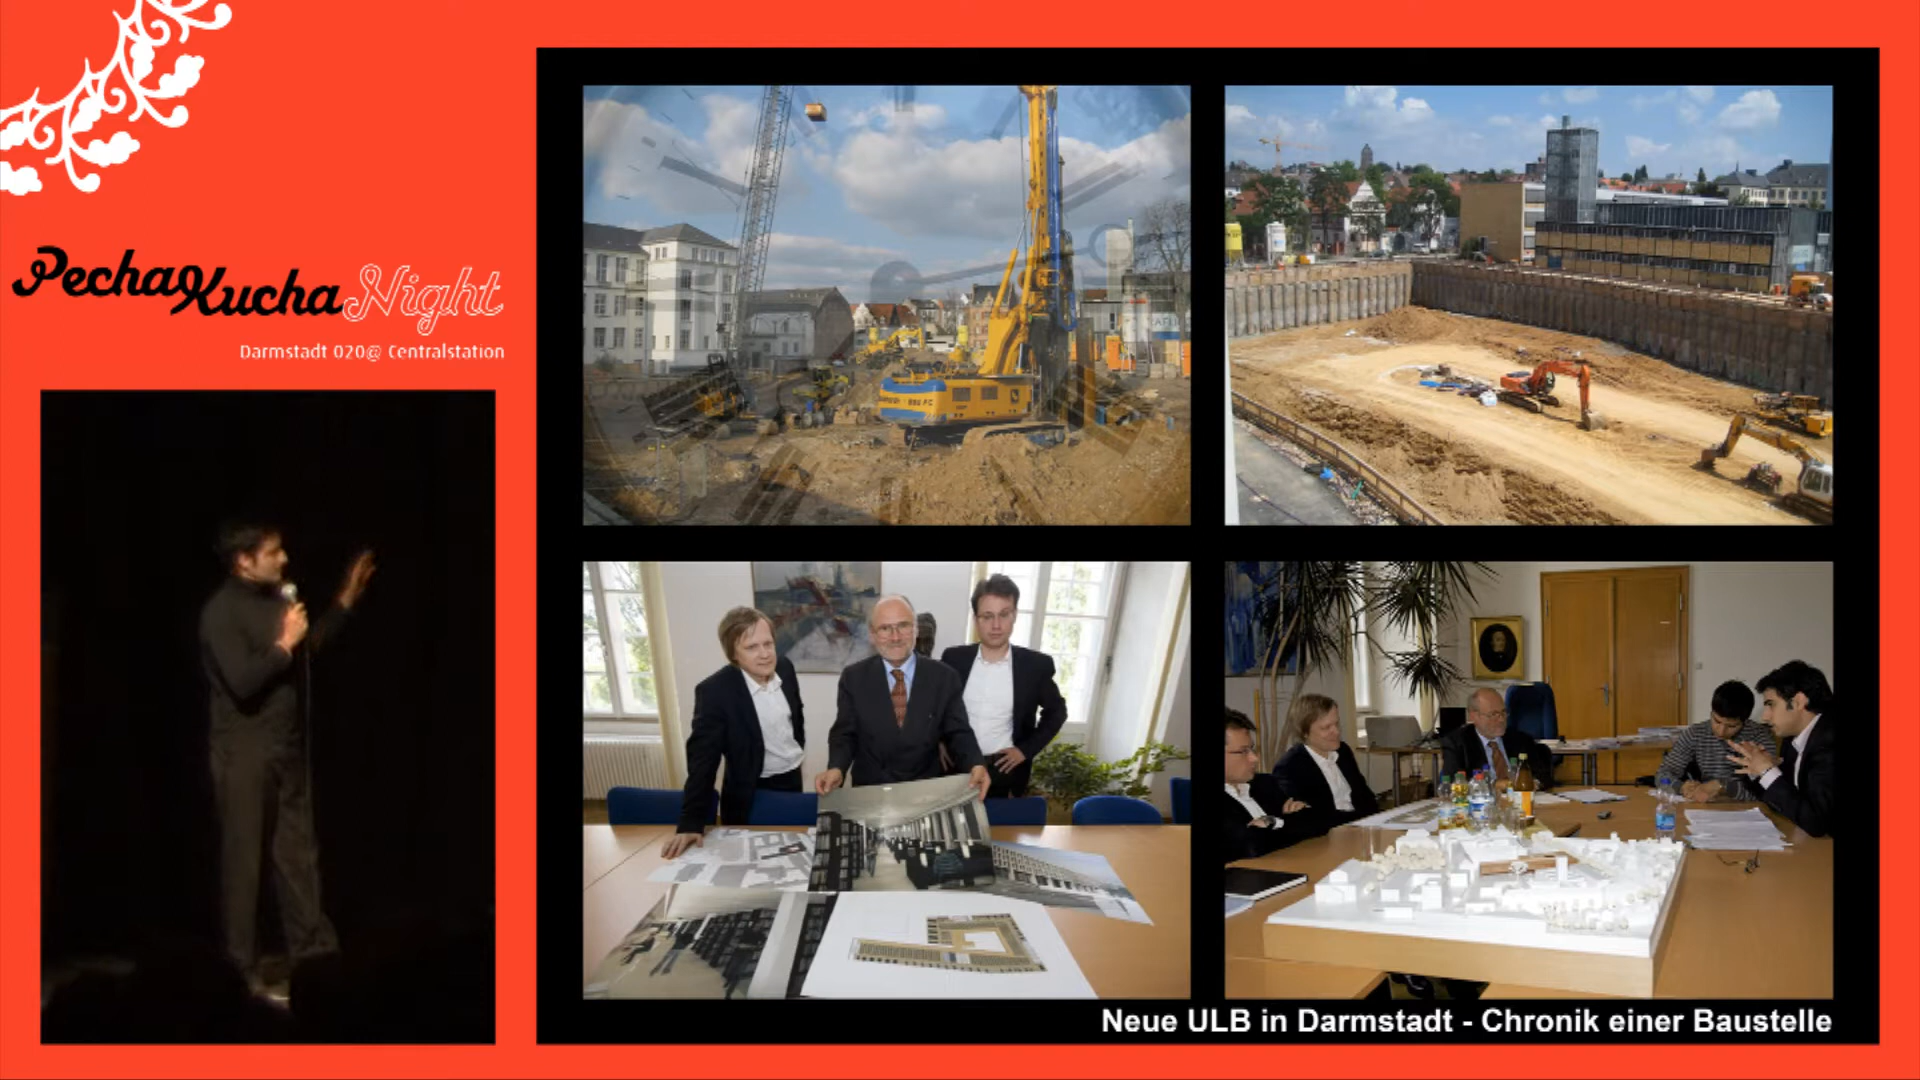 PechaKucha Night
Darmstadt 020@ Centralstation
Neue ULB in Darmstadt - Chronik einer Baustelle